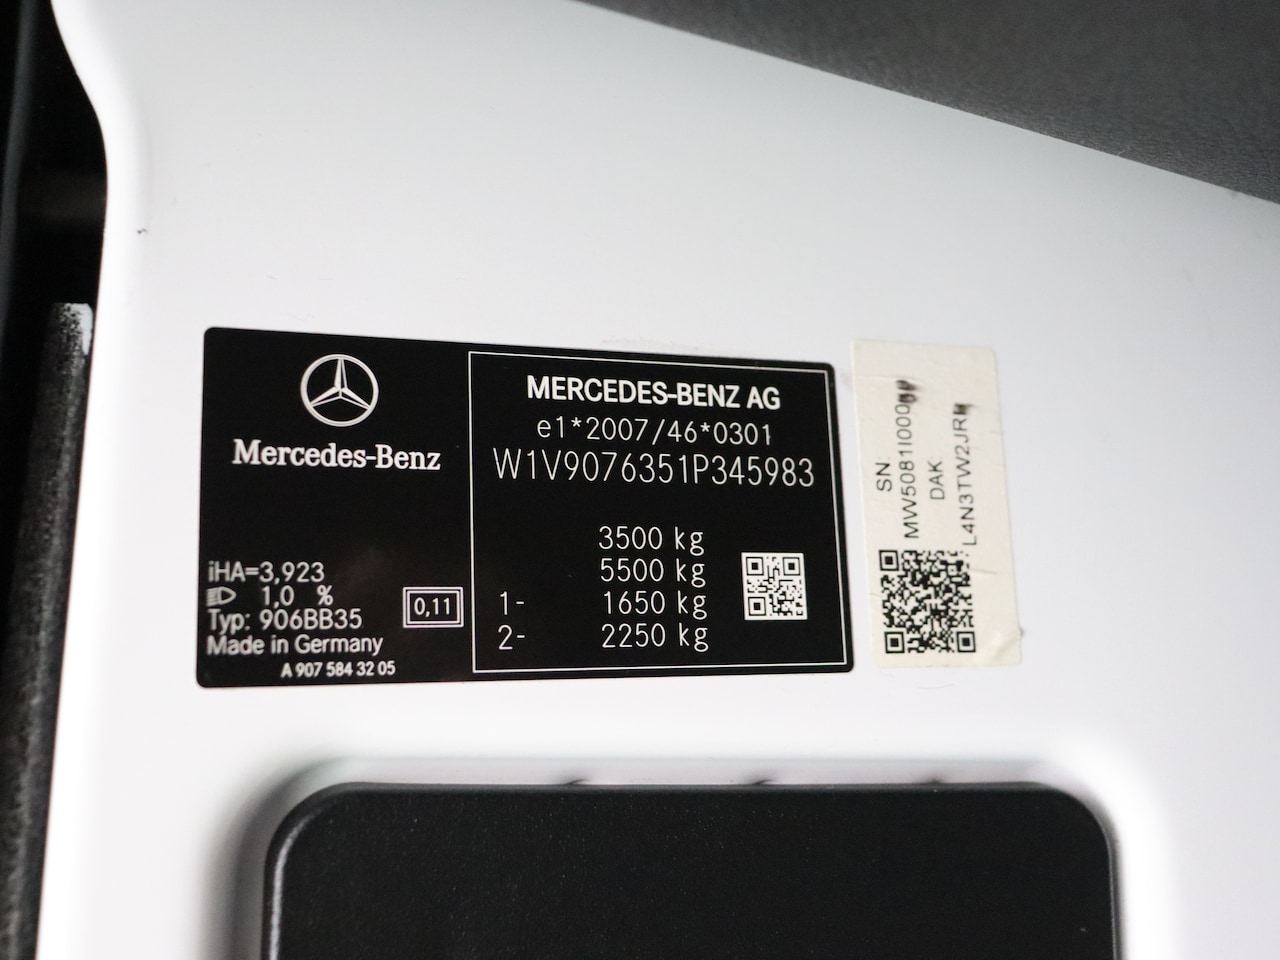 Mercedes-Benz
iHA=3,923
1,0 %
Typ: 906BB35
Made in Germany
A 907 584 32 05
0,11
MERCEDES-BENZ AG
e1*2007/46*0301
W1V9076351P345983
3500 kg
5500 kg
1- 1650 kg
2- 2250 kg
SN:
DAK: